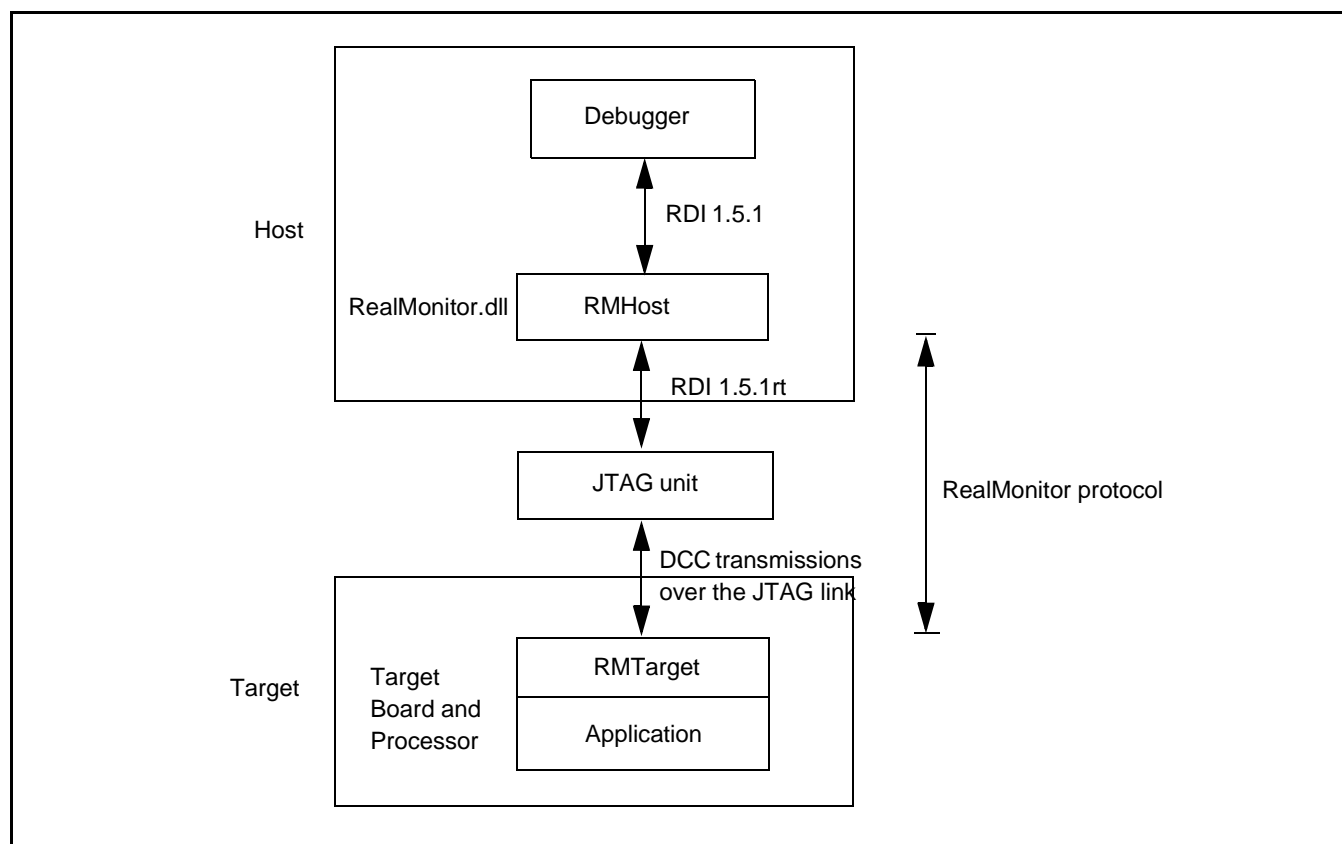 Debugger
RDI 1.5.1
Host
RealMonitor.dll
RMHost
RDI 1.5.1rt
JTAG unit
RealMonitor protocol
DCC transmissions
over the JTAG link
RMTarget
Target
Target
Board and
Processor
Application